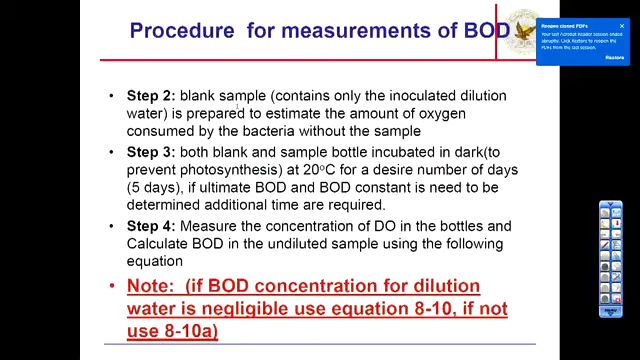 Procedure for measurements of BOD
Reopen closed PDFs?
Your last Acrobat Reader session ended
abruptly. Click Restore to reopen the
PDFs from the last session.
Restore
• Step 2: blank sample (contains only the inoculated dilution
water) is prepared to estimate the amount of oxygen
consumed by the bacteria without the sample
• Step 3: both blank and sample bottle incubated in dark(to
prevent photosynthesis) at 20°C for a desire number of days
(5 days), if ultimate BOD and BOD constant is need to be
determined additional time are required.
• Step 4: Measure the concentration of DO in the bottles and
Calculate BOD in the undiluted sample using the following
equation
• Note: (if BOD concentration for dilution
water is negligible use equation 8-10, if not
use 8-10a)